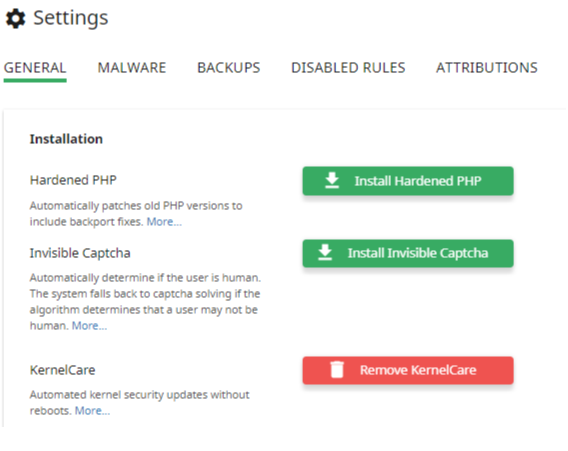 Settings
GENERAL MALWARE BACKUPS DISABLED RULES ATTRIBUTIONS
Installation
Hardened PHP
Install Hardened PHP
Automatically patches old PHP versions to
include backport fixes. More...
Invisible Captcha
Install Invisible Captcha
Automatically determine if the user is human.
The system falls back to captcha solving if the
algorithm determines that a user may not be
human. More...
KernelCare
Remove KernelCare
Automated kernel security updates without
reboots. More...